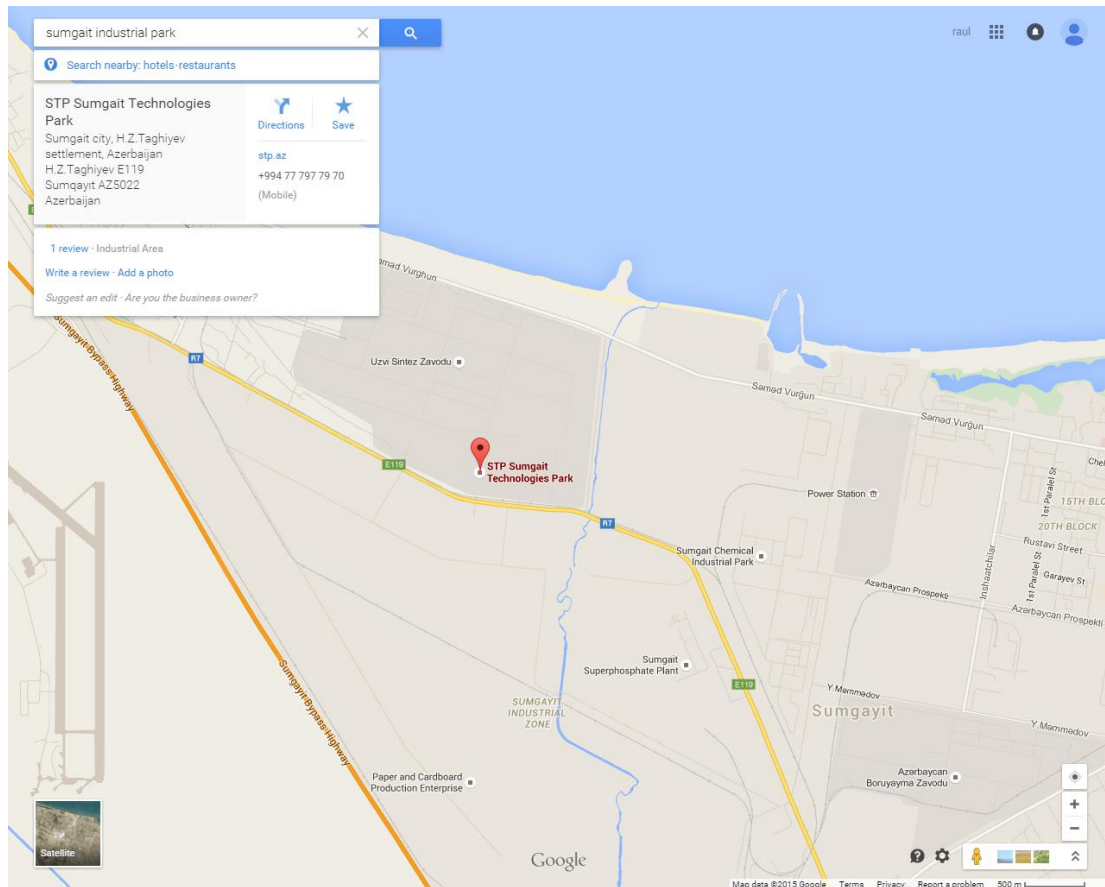 sumgait industrial park
raul
Search nearby: hotels-restaurants
STP Sumgait Technologies
Park
Sumgait city, H.Z.Taghiyev
settlement, Azerbaijan
H.Z.Taghiyev E119
Sumqayıt AZ5022
Azerbaijan
Directions
Save
stp.az
+994 77 797 79 70
(Mobile)
1 review · Industrial Area
Write a review · Add a photo
Suggest an edit · Are you the business owner?
Vurghun
Sumgayit Bypass Highway
R7
Uzvi Sintez Zavodu
Səməd Vurğun
Səməd Vurğun
E119
STP Sumgait
Technologies Park
Power Station
1st Paralel St
15TH
20TH BLOCK
Rustavi Street
R7
Sumgait Chemical
Industrial Park
Inshaatchilar
1st Paralel St
Garayev St
Azərbaycan Prospekti
Azərbaycan Prospekti
Sumgait
Superphosphate Plant
E119
Sumgayit Bypass Highway
SUMGAYIT
INDUSTRIAL
ZONE
Y.Məmmədov
Sumgayit
Y.Məmmədov
Paper and Cardboard
Production Enterprise
Azərbaycan
Boruyayma Zavodu
Satellite
Google
Map data ©2015 Google
Terms
Privacy
Report a problem
500 m